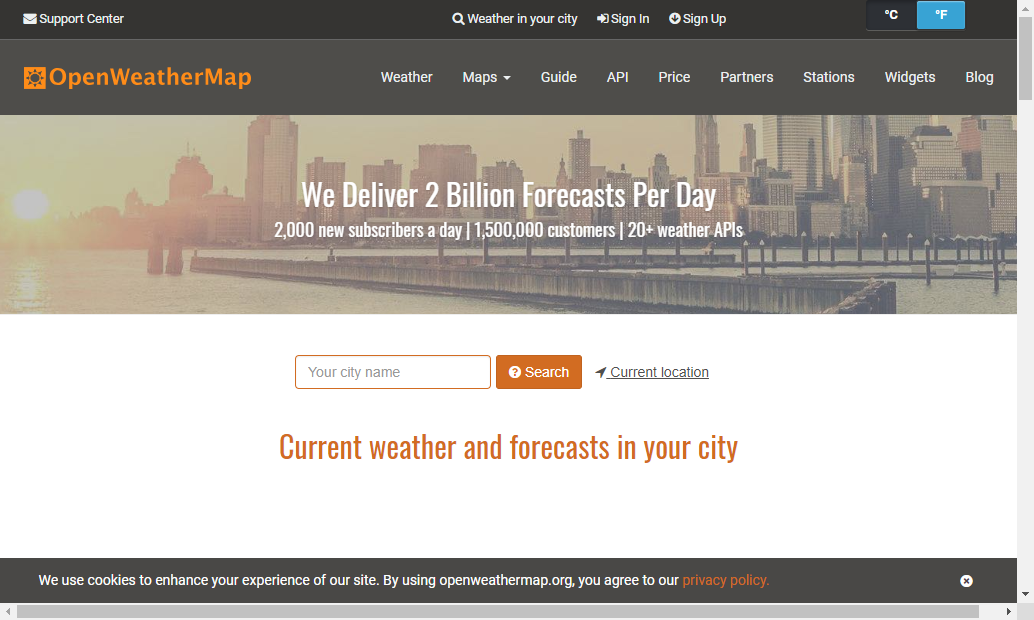 Support Center
Weather in your city
Sign In
Sign Up
°C
°F
OpenWeatherMap
Weather
Maps
Guide
API
Price
Partners
Stations
Widgets
Blog
We Deliver 2 Billion Forecasts Per Day
2,000 new subscribers a day | 1,500,000 customers | 20+ weather APIs
Your city name
Search
Current location
Current weather and forecasts in your city
We use cookies to enhance your experience of our site. By using openweathermap.org, you agree to our privacy policy.